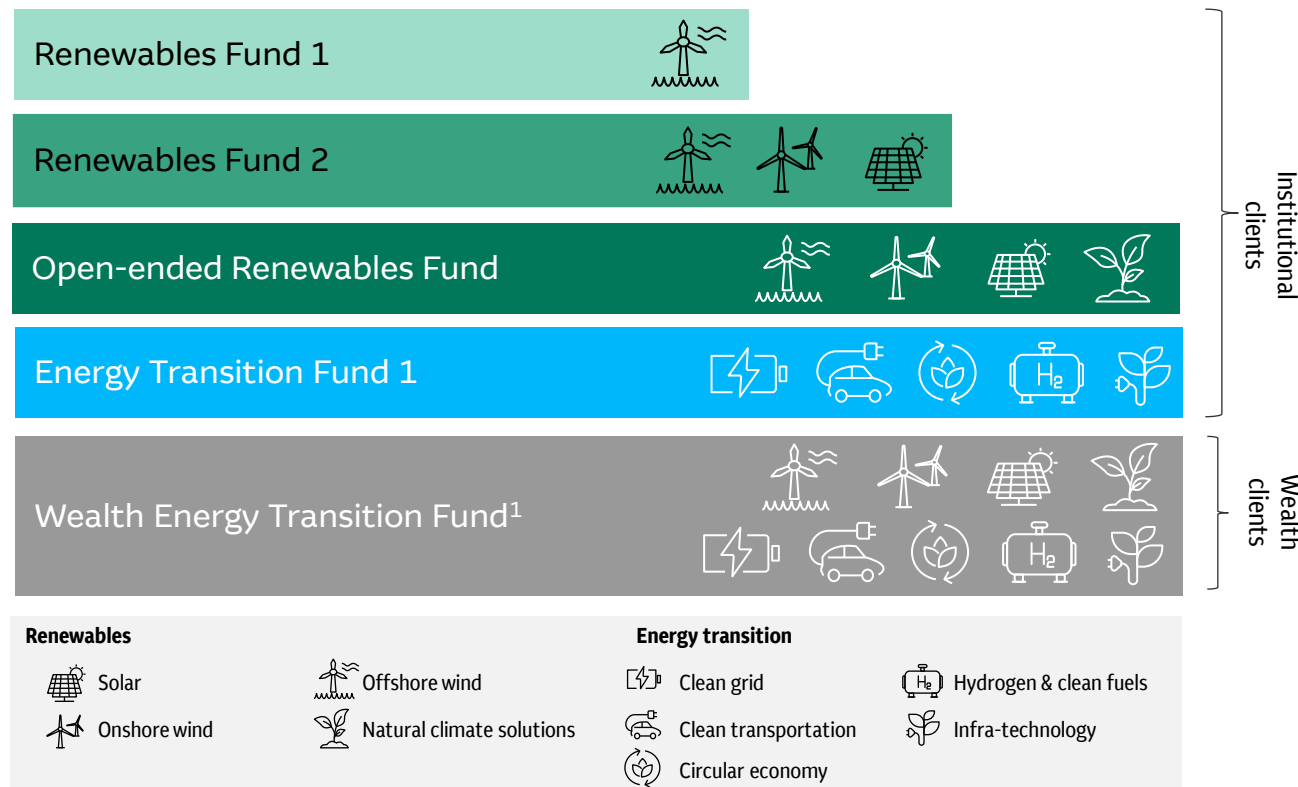 Renewables Fund 1
Renewables Fund 2
Open-ended Renewables Fund
Energy Transition Fund 1
H₂
Institutional
clients
Wealth Energy Transition Fund¹
H₂
Wealth
clients
Renewables
Energy transition
Solar
Offshore wind
Clean grid
H₂
Hydrogen & clean fuels
Onshore wind
Natural climate solutions
Clean transportation
Infra-technology
Circular economy